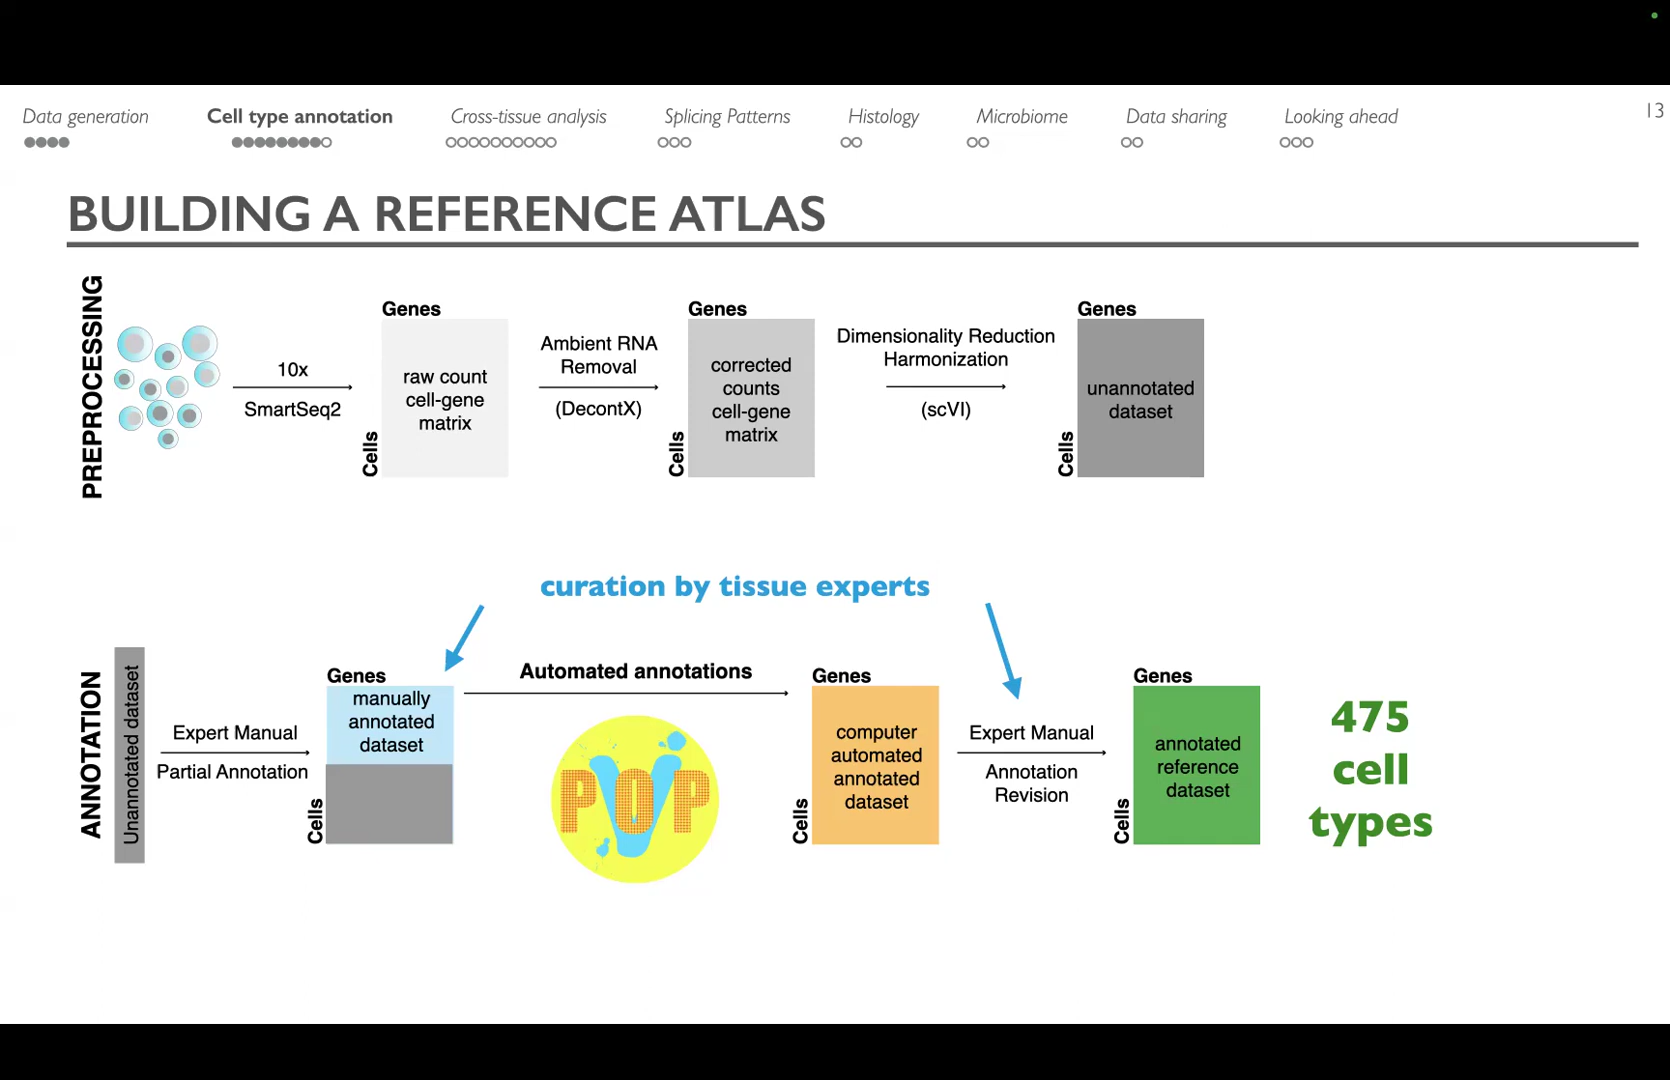 Data generation
Cell type annotation
Cross-tissue analysis
Splicing Patterns
Histology
Microbiome
Data sharing
Looking ahead
13
BUILDING A REFERENCE ATLAS
PREPROCESSING
10x
SmartSeq2
Genes
Cells
raw count
cell-gene
matrix
Ambient RNA
Removal
(DecontX)
Genes
Cells
corrected
counts
cell-gene
matrix
Dimensionality Reduction
Harmonization
(scVI)
Genes
Cells
unannotated
dataset
curation by tissue experts
ANNOTATION
Unannotated dataset
Expert Manual
Partial Annotation
Genes
Cells
manually
annotated
dataset
Automated annotations
POP
V
Genes
Cells
computer
automated
annotated
dataset
Expert Manual
Annotation
Revision
Genes
Cells
annotated
reference
dataset
475
cell
types